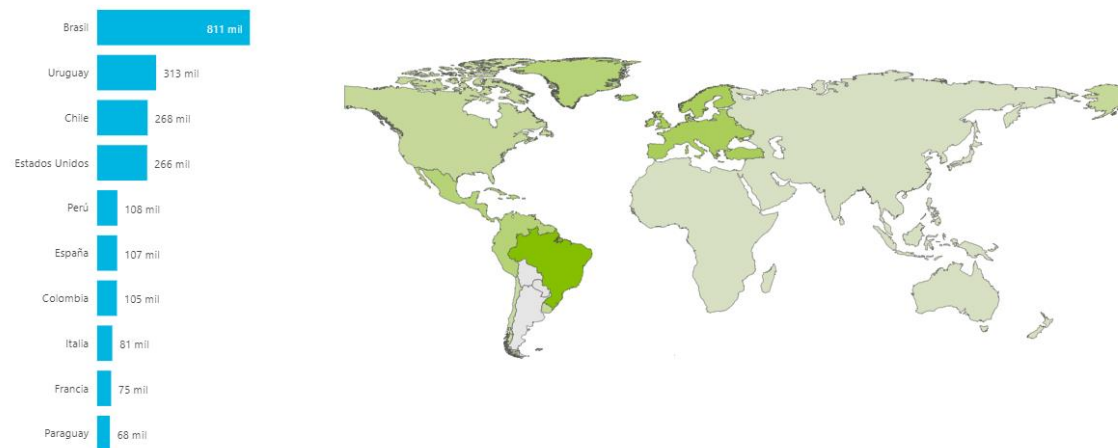 Brasil 811 mil
Uruguay 313 mil
Chile 268 mil
Estados Unidos 266 mil
Perú 108 mil
España 107 mil
Colombia 105 mil
Italia 81 mil
Francia 75 mil
Paraguay 68 mil